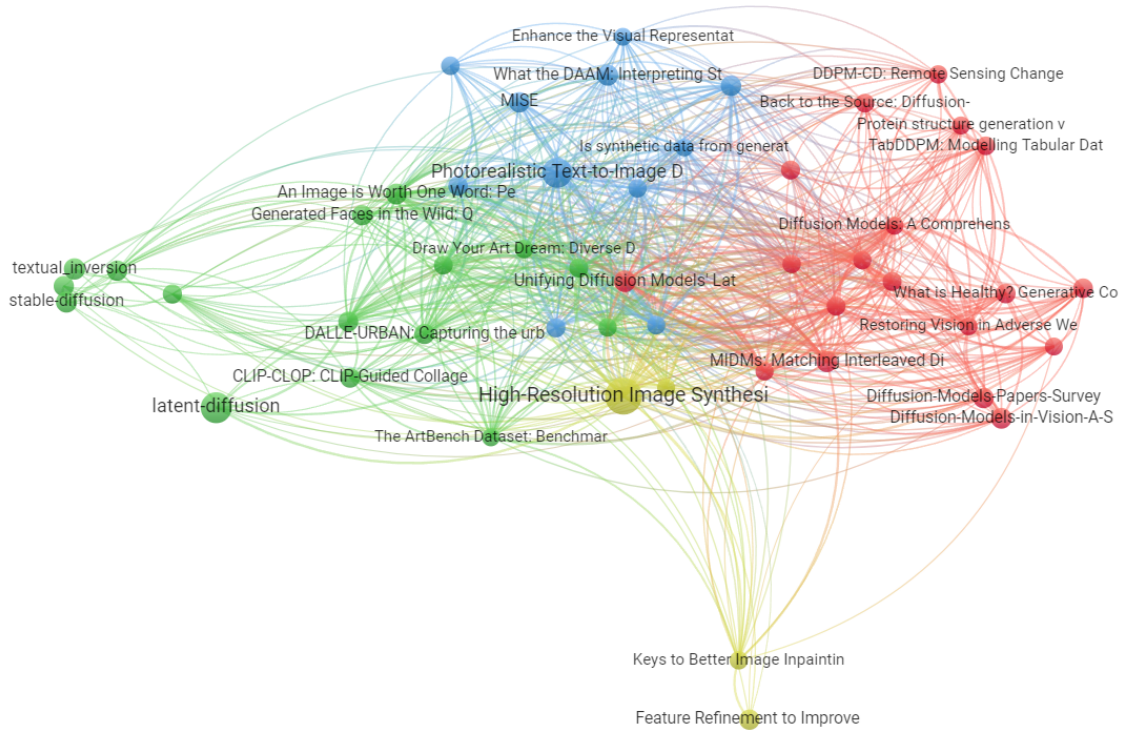 Enhance the Visual Representat
What the DAAM: Interpreting St
DDPM-CD: Remote Sensing Change
MISE
Back to the Source: Diffusion-
Protein structure generation v
Is synthetic data from generat
TabDDPM: Modelling Tabular Dat
Photorealistic Text-to-Image D
An Image is Worth One Word: Pe
Generated Faces in the Wild: Q
Diffusion Models: A Comprehens
Draw Your Art Dream: Diverse D
textual_inversion
Unifying Diffusion Models' Lat
What is Healthy? Generative Co
stable-diffusion
Restoring Vision in Adverse We
DALLE-URBAN: Capturing the urb
MIDMs: Matching Interleaved Di
CLIP-CLOP: CLIP-Guided Collage
High-Resolution Image Synthesi
Diffusion-Models-Papers-Survey
latent-diffusion
Diffusion-Models-in-Vision-A-S
The ArtBench Dataset: Benchmar
Keys to Better Image Inpaintin
Feature Refinement to Improve